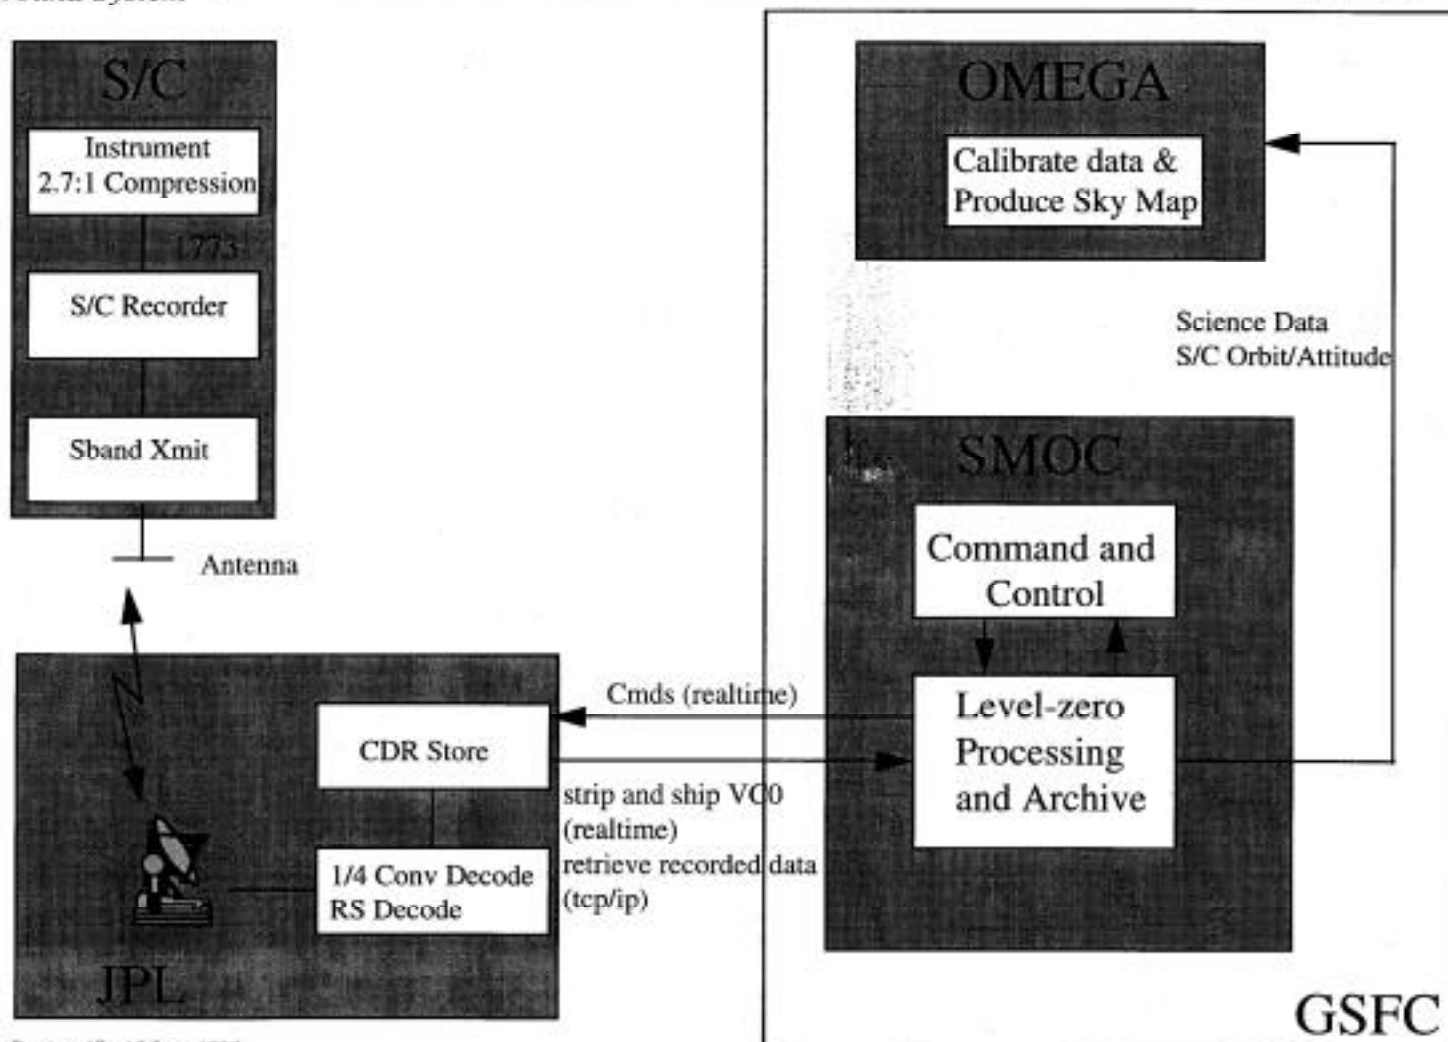 S/C
Instrument
2.7:1 Compression
1773
S/C Recorder
Sband Xmit
Antenna
CDR Store
1/4 Conv Decode
RS Decode
JPL
Cmds (realtime)
strip and ship VC0
(realtime)
retrieve recorded data
(tcp/ip)
OMEGA
Calibrate data &
Produce Sky Map
Science Data
S/C Orbit/Attitude
SMOC
Command and
Control
Level-zero
Processing
and Archive
GSFC